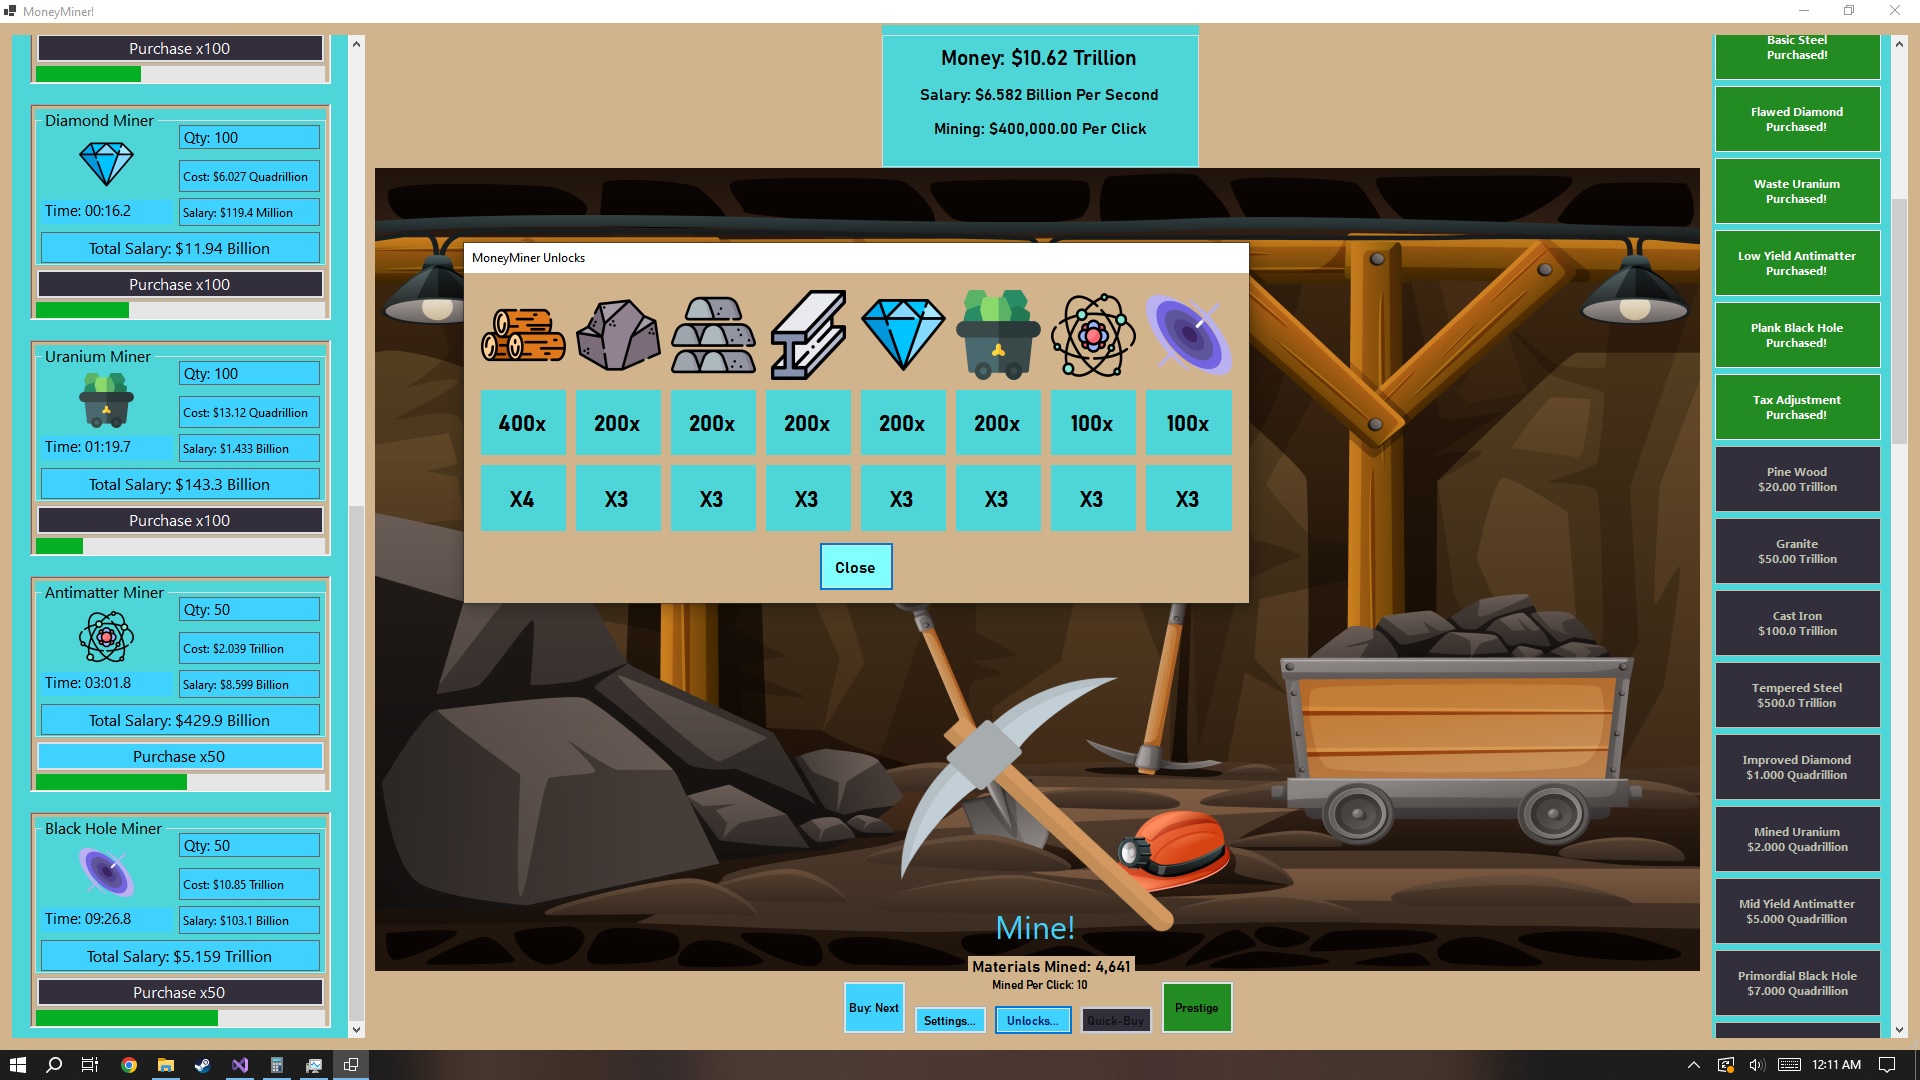 MoneyMiner!
Purchase x100
Diamond Miner
Qty: 100
Cost: $6.027 Quadrillion
Time: 00:16.2
Salary: $119.4 Million
Total Salary: $11.94 Billion
Purchase x100
Uranium Miner
Qty: 100
Cost: $13.12 Quadrillion
Time: 01:19.7
Salary: $1.433 Billion
Total Salary: $143.3 Billion
Purchase x100
Antimatter Miner
Qty: 50
Cost: $2.039 Trillion
Time: 03:01.8
Salary: $8.599 Billion
Total Salary: $429.9 Billion
Purchase x50
Black Hole Miner
Qty: 50
Cost: $10.85 Trillion
Time: 09:26.8
Salary: $103.1 Billion
Total Salary: $5.159 Trillion
Purchase x50
Money: $10.62 Trillion
Salary: $6.582 Billion Per Second
Mining: $400,000.00 Per Click
MoneyMiner Unlocks
400x 200x 200x 200x 200x 200x 100x 100x
X4 X3 X3 X3 X3 X3 X3 X3
Close
Mine!
Materials Mined: 4,641
Mined Per Click: 10
Buy: Next
Settings...
Unlocks...
Quick-Buy
Prestige
Basic Steel
Purchased!
Flawed Diamond
Purchased!
Waste Uranium
Purchased!
Low Yield Antimatter
Purchased!
Plank Black Hole
Purchased!
Tax Adjustment
Purchased!
Pine Wood
$20.00 Trillion
Granite
$50.00 Trillion
Cast Iron
$100.0 Trillion
Tempered Steel
$500.0 Trillion
Improved Diamond
$1.000 Quadrillion
Mined Uranium
$2.000 Quadrillion
Mid Yield Antimatter
$5.000 Quadrillion
Primordial Black Hole
$7.000 Quadrillion
12:11 AM